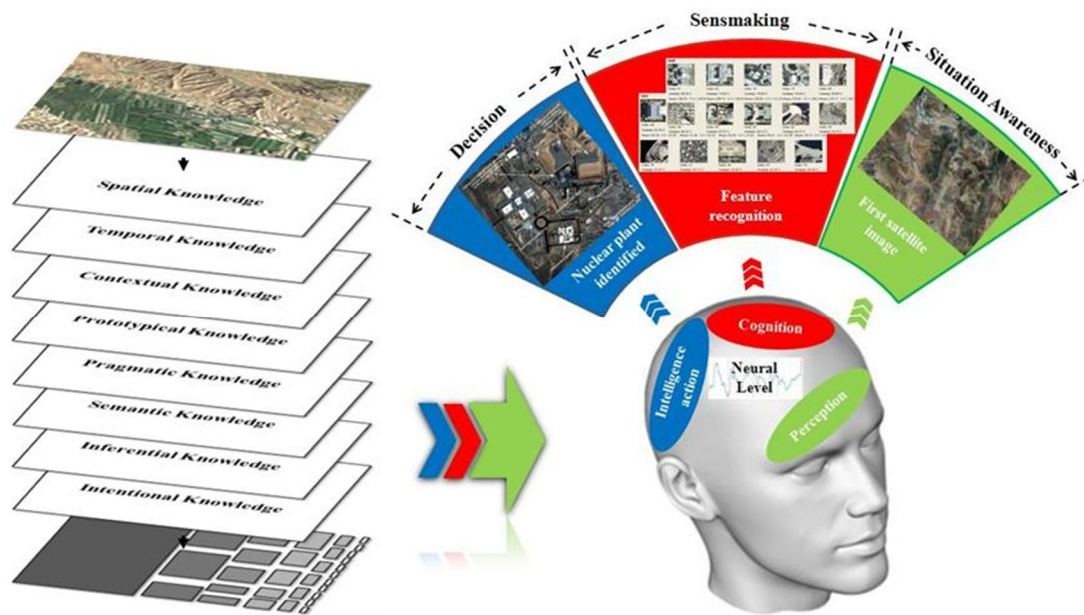 Spatial Knowledge
Temporal Knowledge
Contextual Knowledge
Prototypical Knowledge
Pragmatic Knowledge
Semantic Knowledge
Inferential Knowledge
Intentional Knowledge
Decision
Sensmaking
Situation Awareness
Nuclear plant
identified
Feature
recognition
First satellite
image
Intelligence
action
Cognition
Neural
Level
Perception